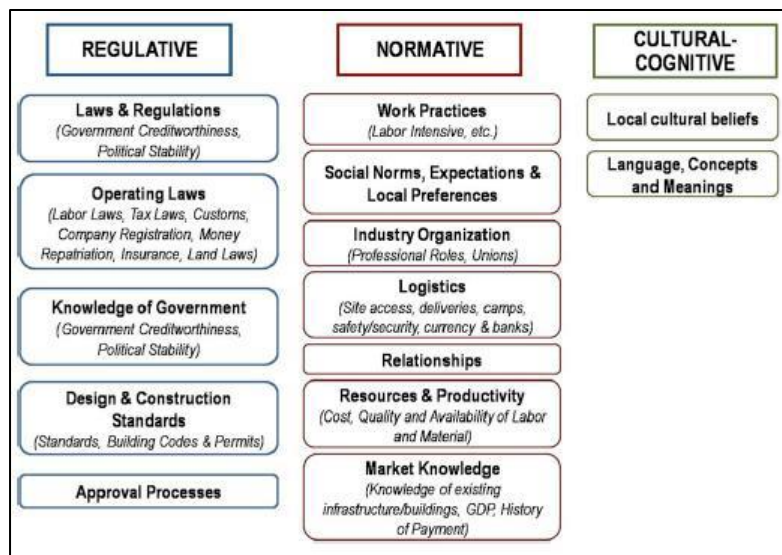 REGULATIVE
Laws & Regulations
(Government Creditworthiness,
Political Stability)
Operating Laws
(Labor Laws, Tax Laws, Customs,
Company Registration, Money
Repatriation, Insurance, Land Laws)
Knowledge of Government
(Government Creditworthiness,
Political Stability)
Design & Construction
Standards
(Standards, Building Codes & Permits)
Approval Processes
NORMATIVE
Work Practices
(Labor Intensive, etc.)
Social Norms, Expectations &
Local Preferences
Industry Organization
(Professional Roles, Unions)
Logistics
(Site access, deliveries, camps,
safety/security, currency & banks)
Relationships
Resources & Productivity
(Cost, Quality and Availability of Labor
and Material)
Market Knowledge
(Knowledge of existing
infrastructure/buildings, GDP, History
of Payment)
CULTURAL-
COGNITIVE
Local cultural beliefs
Language, Concepts
and Meanings